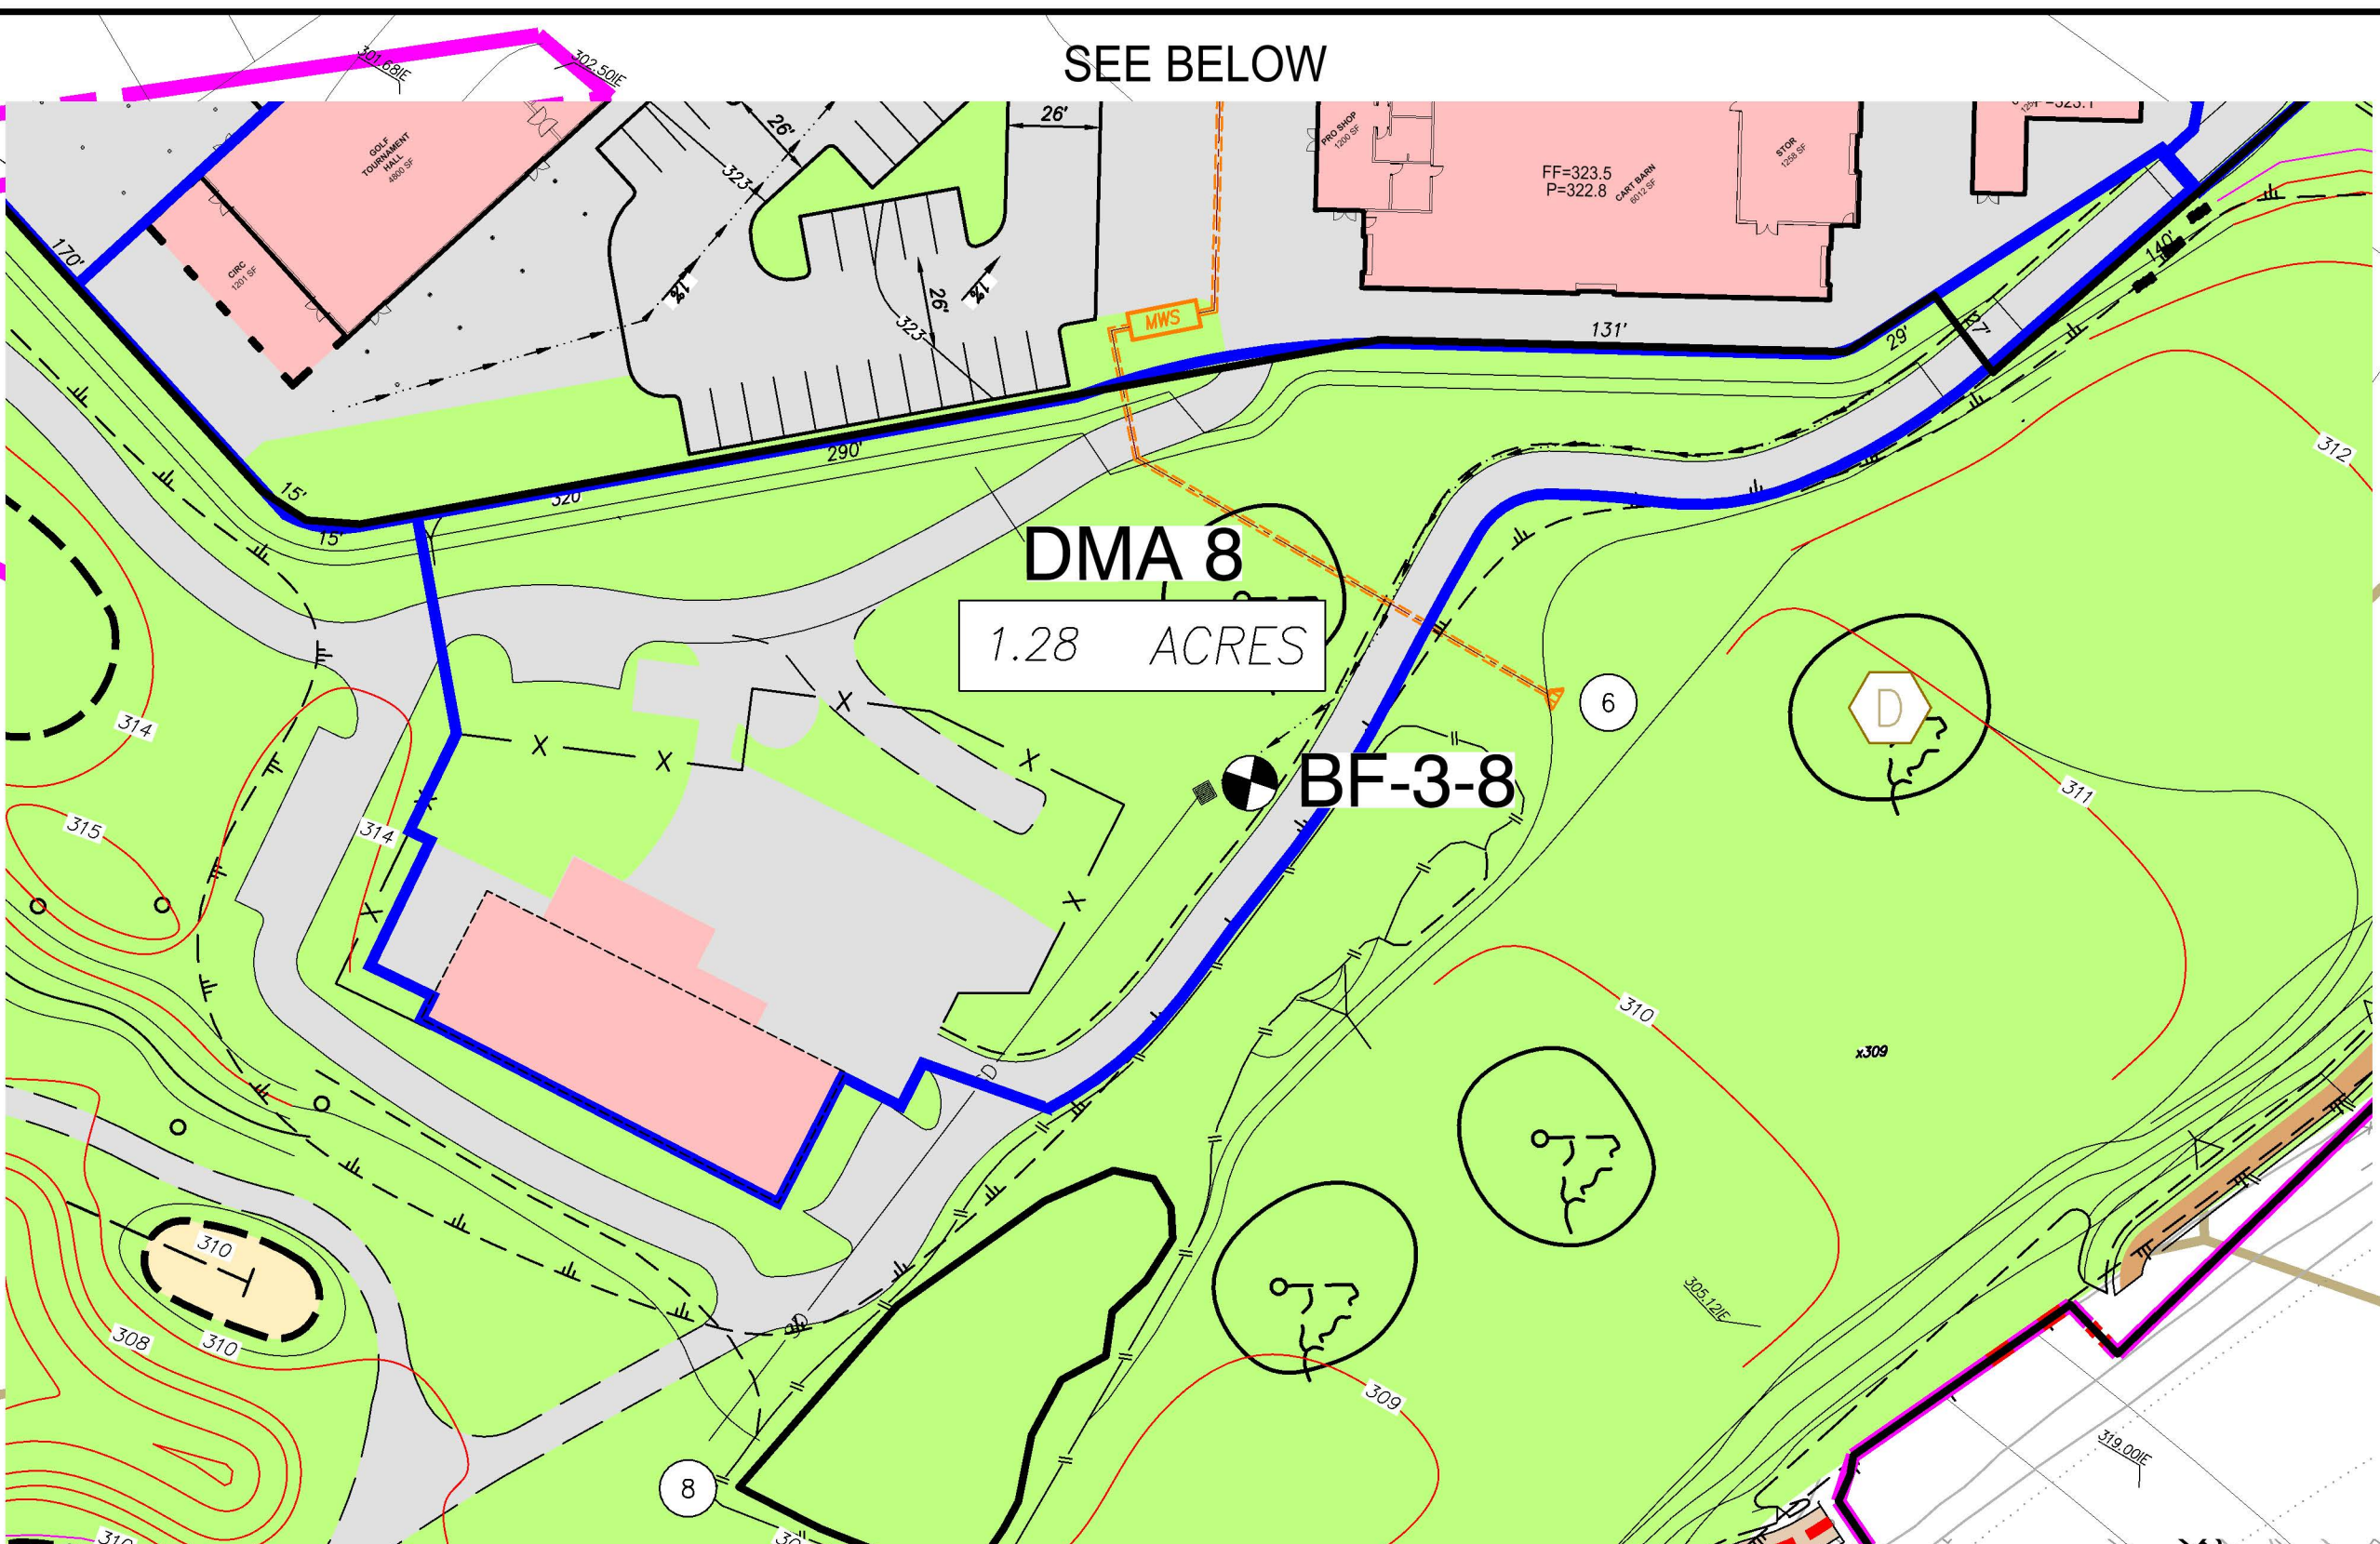 SEE BELOW
301.68IE
302.50IE
GOLF
TOURNAMENT
HALL
4800 SF
CIRC
1201 SF
170'
26'
323
26'
1%
26'
1%
323
MWS
PRO SHOP
1200 SF
FF=323.5
P=322.8
CART BARN
6012 SF
STOR
1258 SF
131'
29'
140'
290'
15'
15'
320
312
DMA 8
1.28 ACRES
6
D
BF-3-8
314
315
314
311
310
x309
D
310
308
310
309
305.12IE
319.00IE
8
310